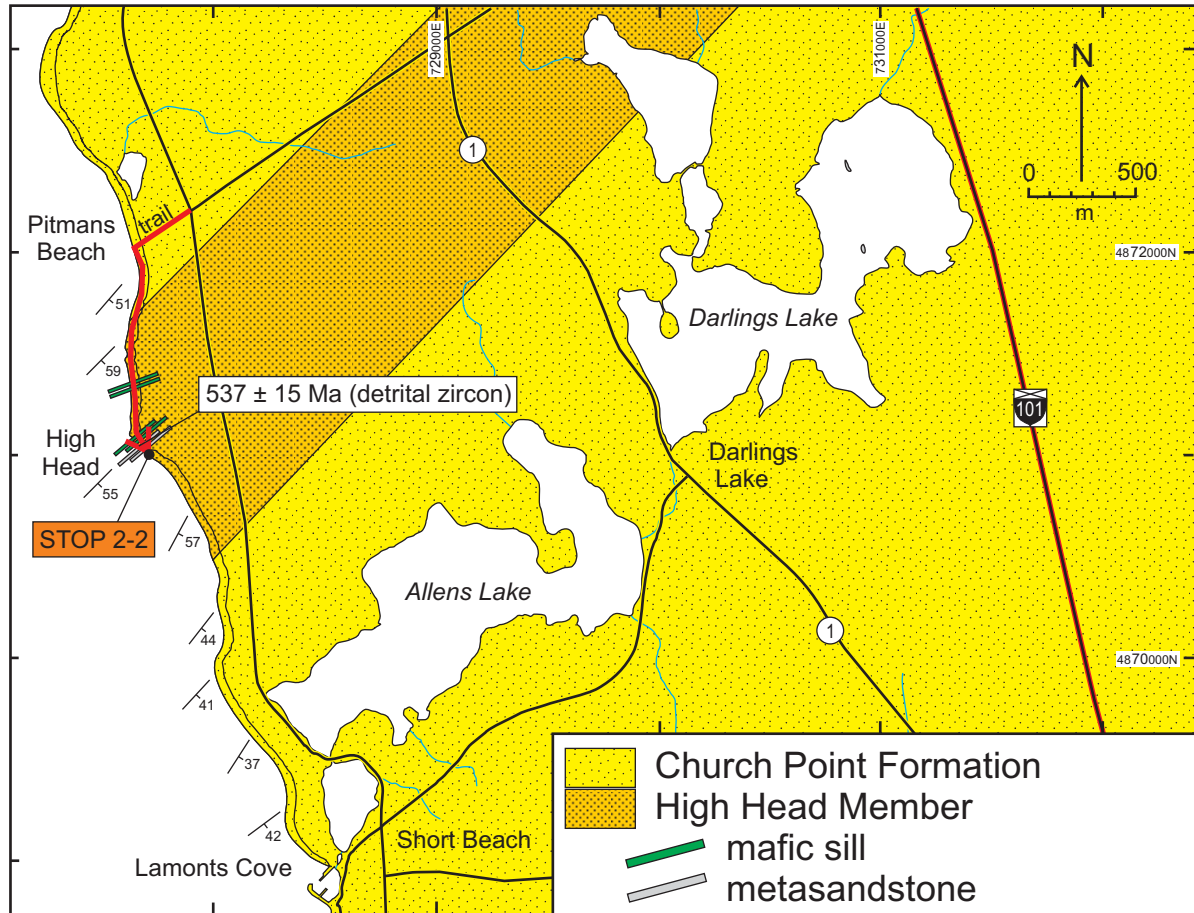 729000E
731000E
N
0 500
m
1
trail
Pitmans
Beach
4872000N
51
Darlings Lake
59
537 ± 15 Ma (detrital zircon)
101
High
Head
Darlings
Lake
55
STOP 2-2
57
Allens Lake
44
1
4870000N
41
37
42
Short Beach
Lamonts Cove
Church Point Formation
High Head Member
mafic sill
metasandstone